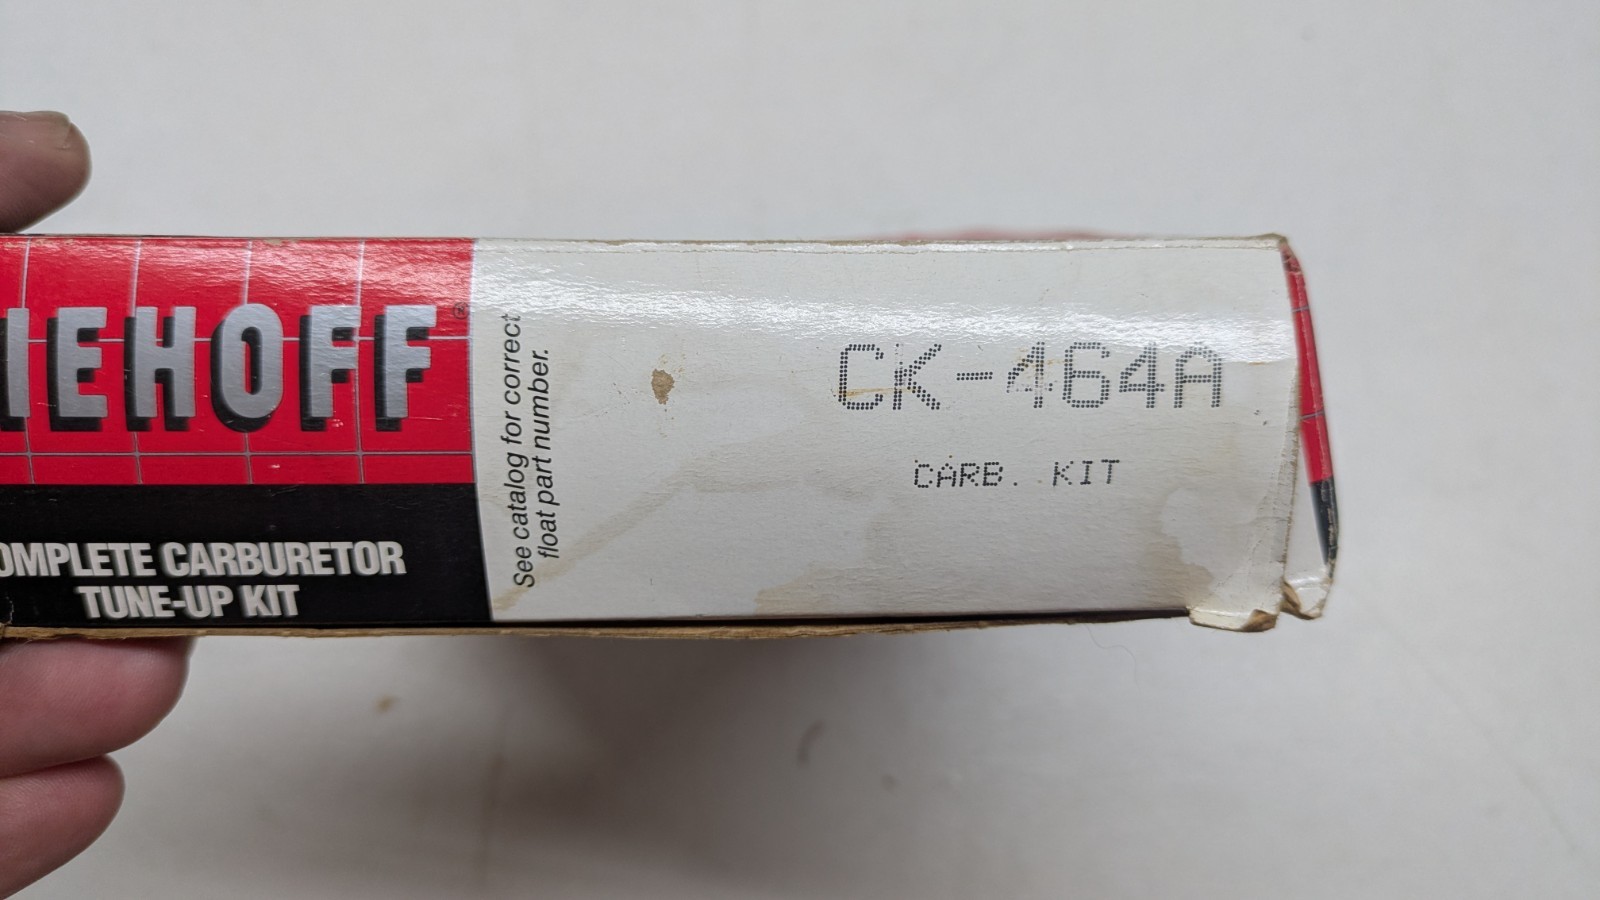 IEHOFF®
OMPLETE CARBURETOR
TUNE-UP KIT
See catalog for correct
float part number.
CK-464A
CARB. KIT